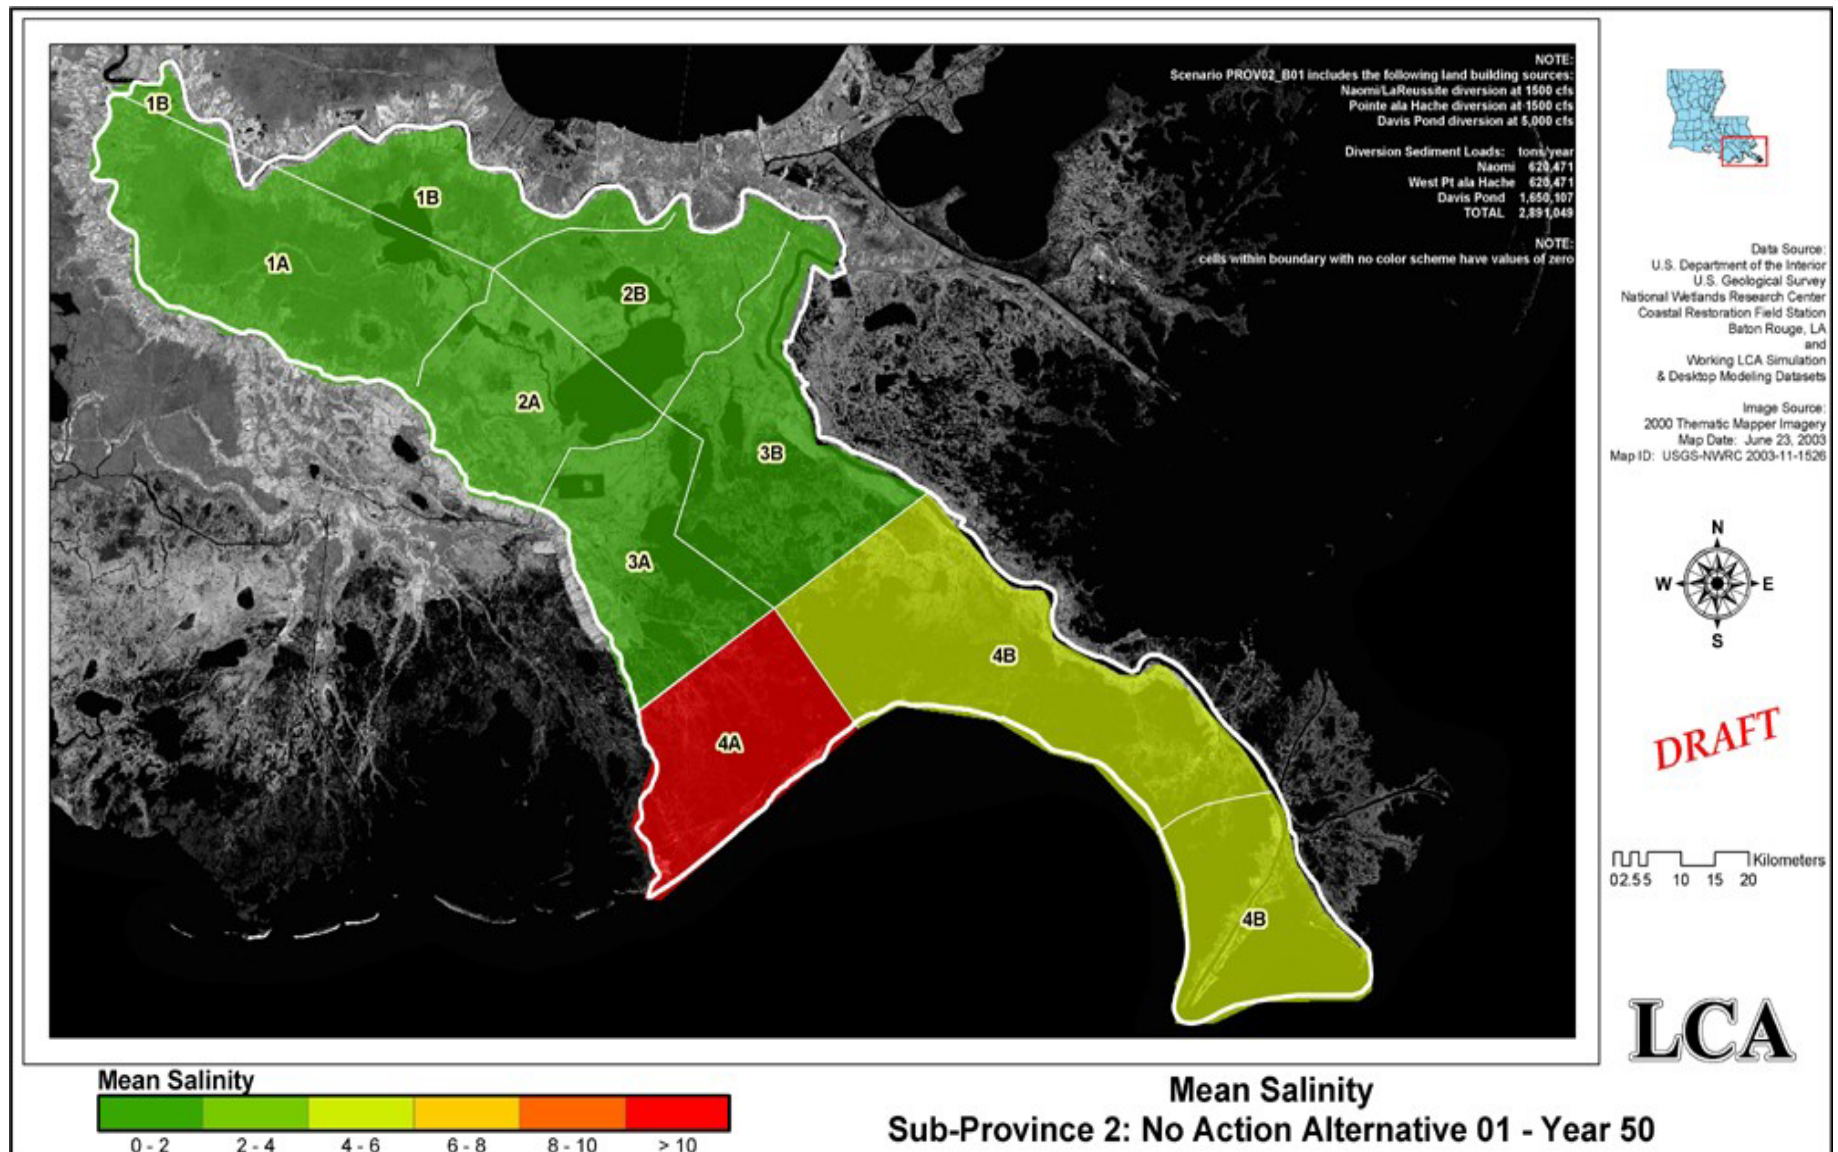 NOTE:
Scenario PROV02_B01 includes the following land building sources:
Naomi/LaReussite diversion at 1500 cfs
Pointe ala Hache diversion at 1500 cfs
Davis Pond diversion at 5,000 cfs
Diversion Sediment Loads: tons/year
Naomi 620,471
West Pt ala Hache 620,471
Davis Pond 1,650,107
TOTAL 2,891,049
NOTE:
cells within boundary with no color scheme have values of zero
1B
1B
1A
2B
2A
3B
3A
4B
4A
4B
Data Source:
U.S. Department of the Interior
U.S. Geological Survey
National Wetlands Research Center
Coastal Restoration Field Station
Baton Rouge, LA
and
Working LCA Simulation
& Desktop Modeling Datasets
Image Source:
2000 Thematic Mapper Imagery
Map Date: June 23, 2003
Map ID: USGS-NWRC 2003-11-1526
N
W E
S
DRAFT
Kilometers
0 2.5 5 10 15 20
LCA
Mean Salinity
0 - 2 2 - 4 4 - 6 6 - 8 8 - 10 > 10
Mean Salinity
Sub-Province 2: No Action Alternative 01 - Year 50